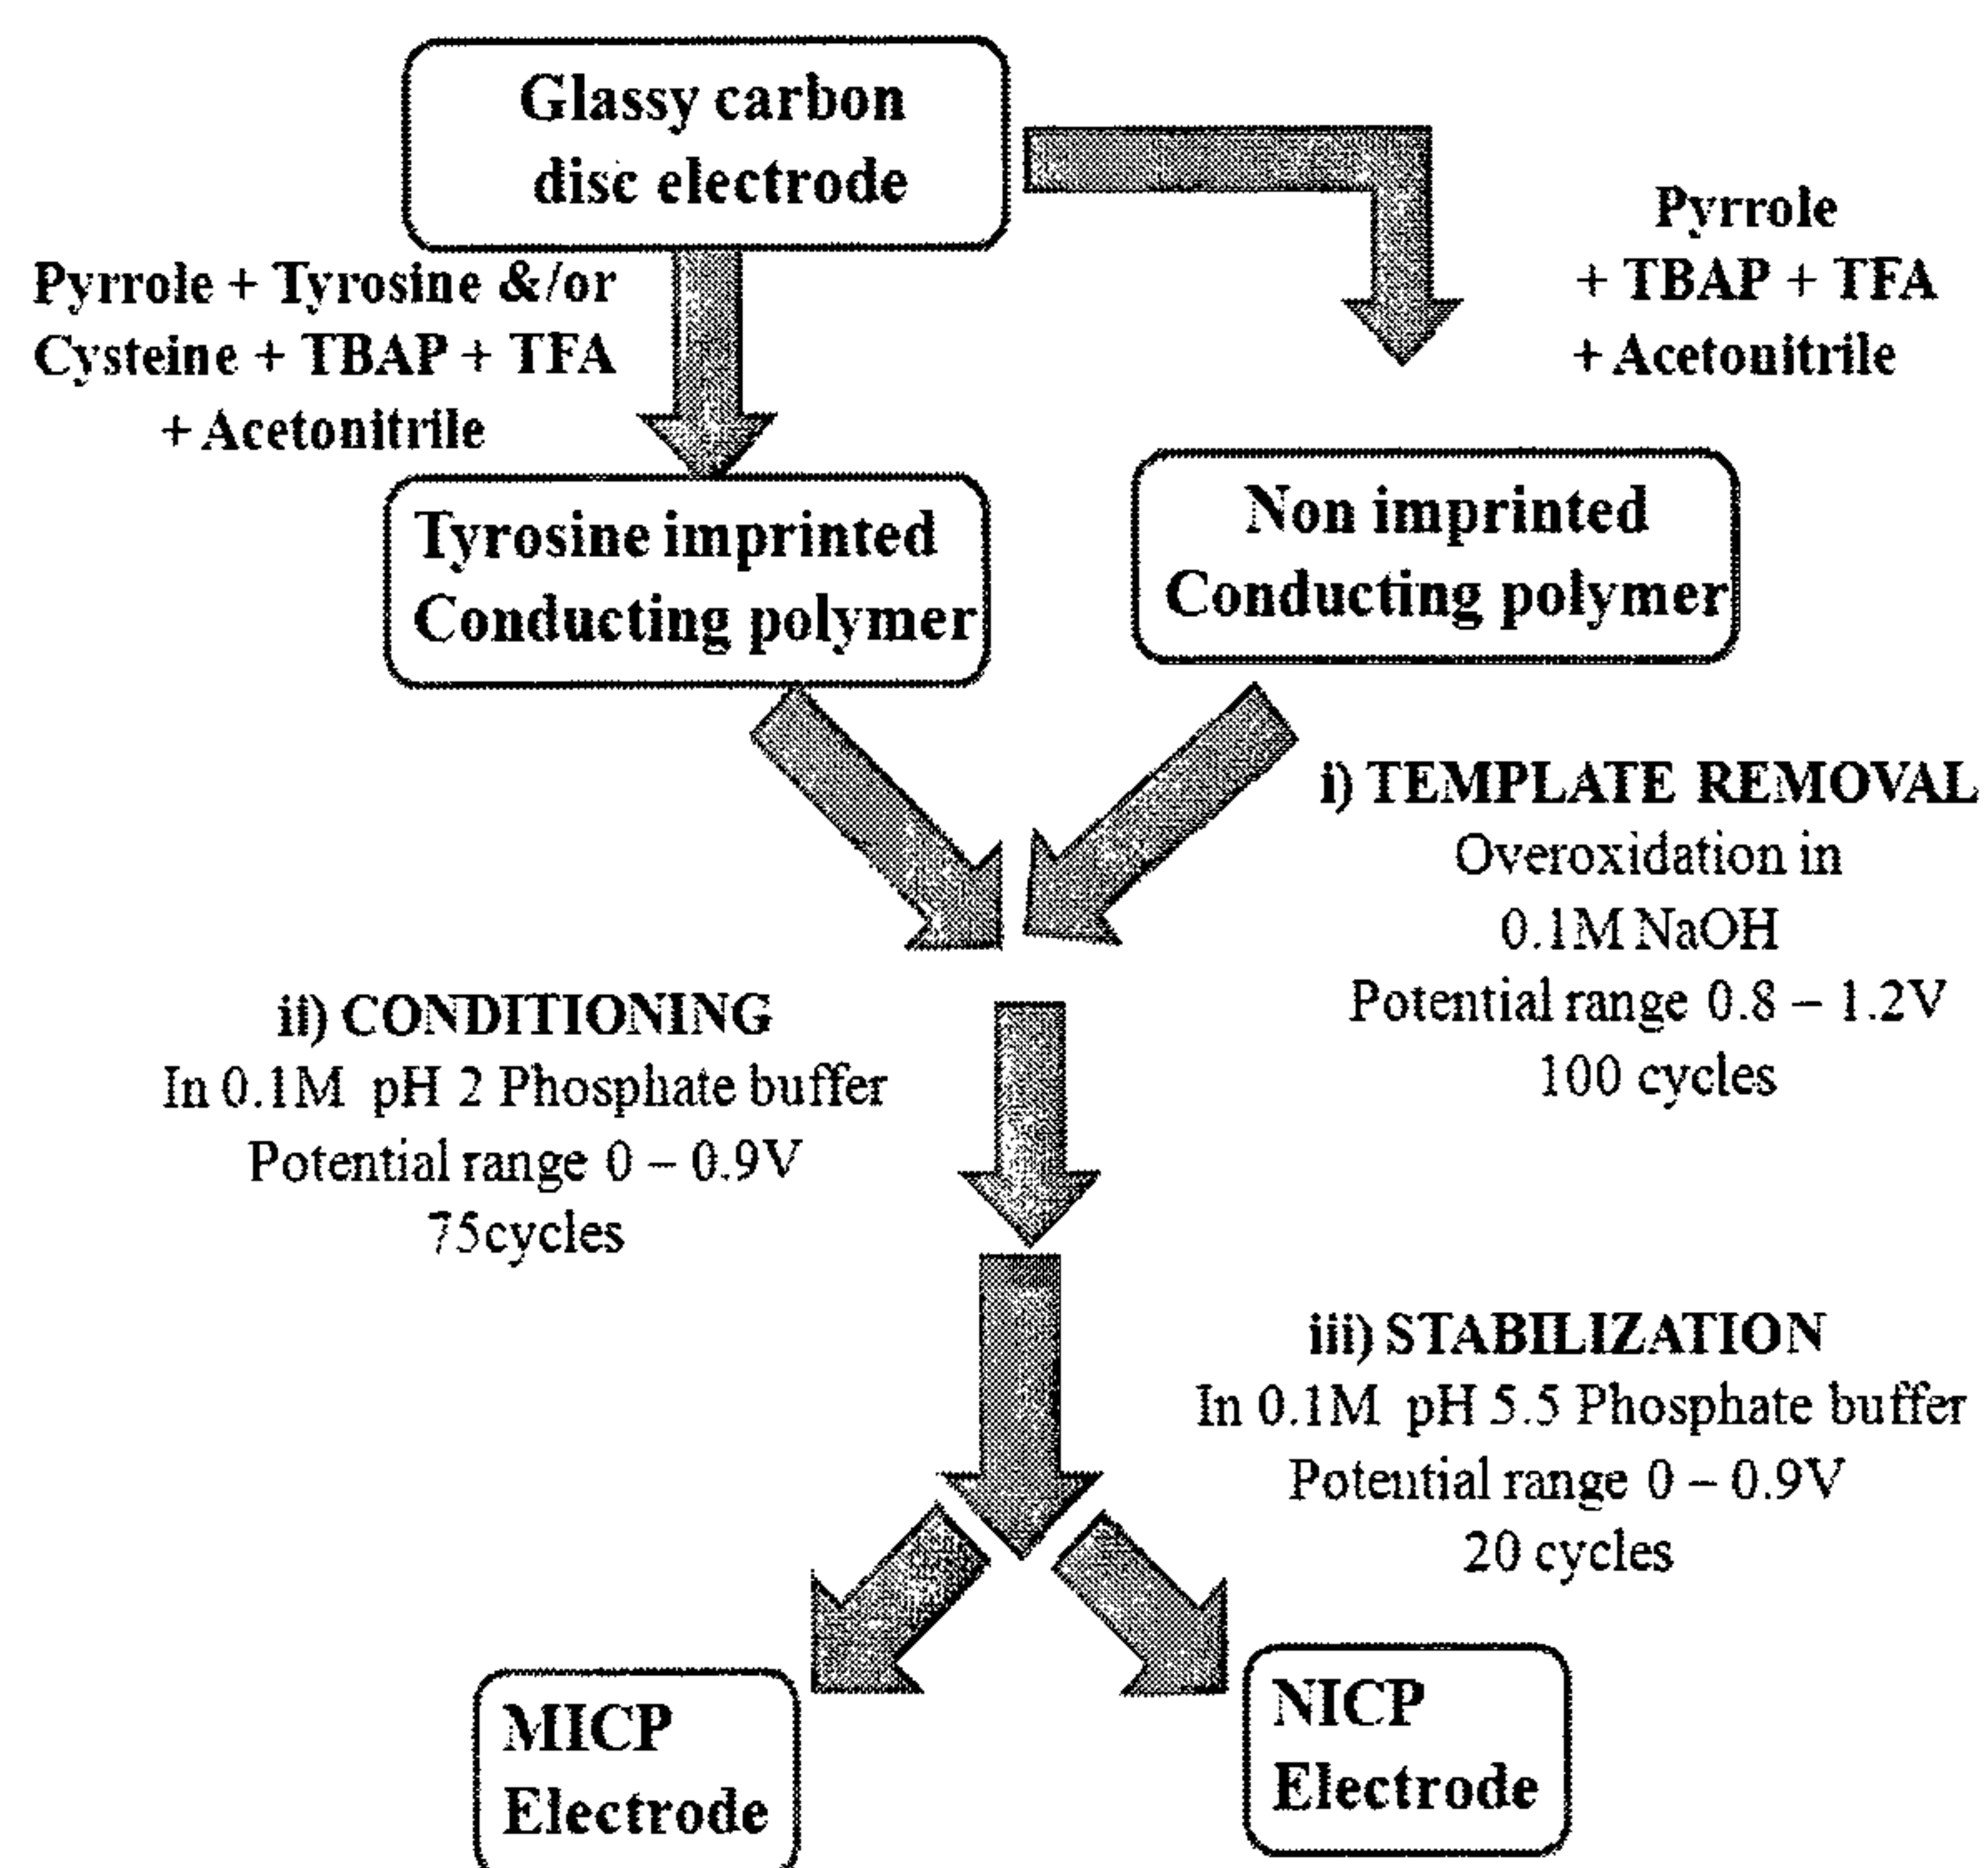 Glassy carbon
disc electrode
Pyrrole + Tyrosine &/or
Cysteine + TBAP + TFA
+ Acetonitrile
Pyrrole
+ TBAP + TFA
+ Acetonitrile
Tyrosine imprinted
Conducting polymer
Non imprinted
Conducting polymer
i) TEMPLATE REMOVAL
Overoxidation in
0.1M NaOH
Potential range 0.8 – 1.2V
100 cycles
ii) CONDITIONING
In 0.1M pH 2 Phosphate buffer
Potential range 0 – 0.9V
75cycles
iii) STABILIZATION
In 0.1M pH 5.5 Phosphate buffer
Potential range 0 – 0.9V
20 cycles
MICP
Electrode
NICP
Electrode